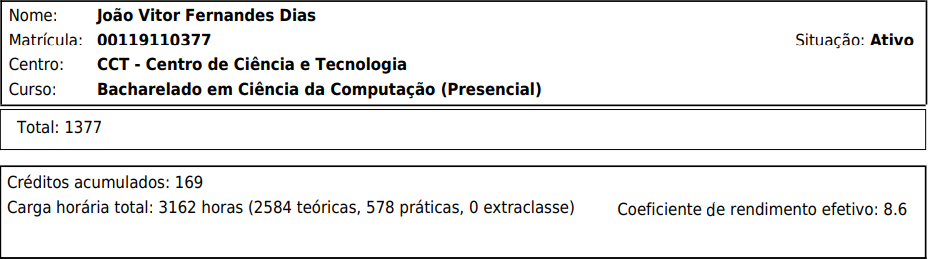 Nome: João Vitor Fernandes Dias
Matrícula: 00119110377 Situação: Ativo
Centro: CCT - Centro de Ciência e Tecnologia
Curso: Bacharelado em Ciência da Computação (Presencial)
Total: 1377
Créditos acumulados: 169
Carga horária total: 3162 horas (2584 teóricas, 578 práticas, 0 extraclasse) Coeficiente de rendimento efetivo: 8.6